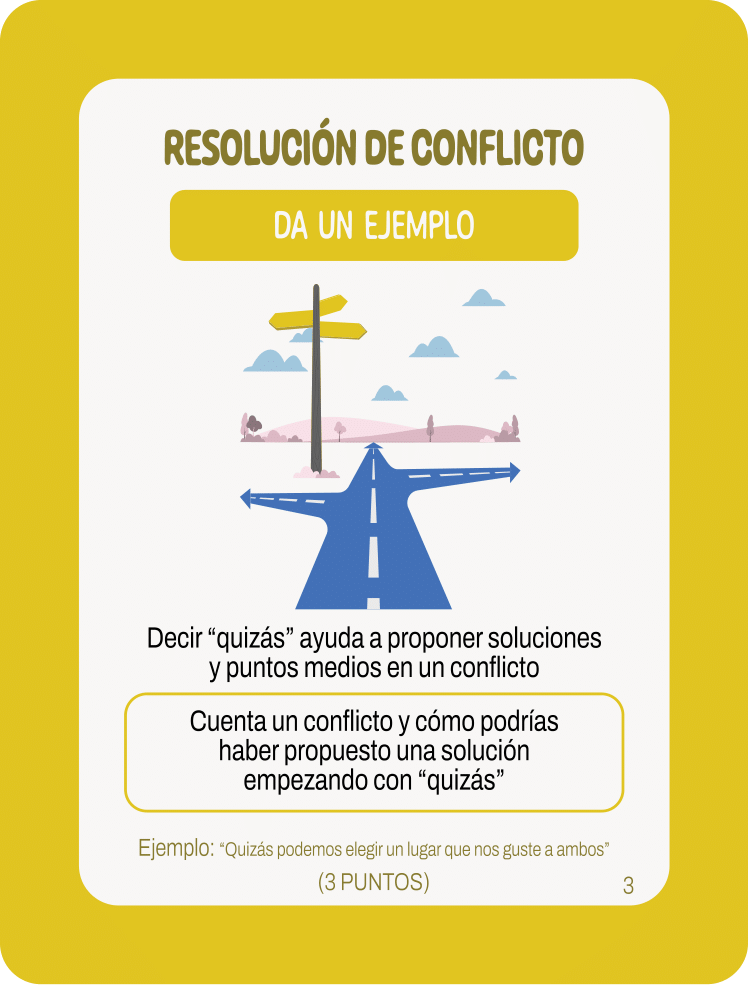 RESOLUCIÓN DE CONFLICTO
DA UN EJEMPLO
Decir “quizás” ayuda a proponer soluciones
y puntos medios en un conflicto
Cuenta un conflicto y cómo podrías
haber propuesto una solución
empezando con “quizás”
Ejemplo: “Quizás podemos elegir un lugar que nos guste a ambos”
(3 PUNTOS)
3